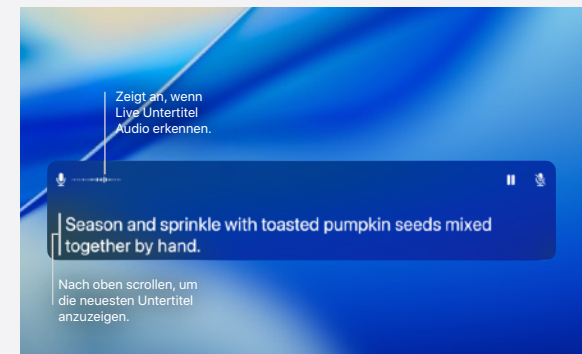 Zeigt an, wenn
Live Untertitel
Audio erkennen.
Season and sprinkle with toasted pumpkin seeds mixed
together by hand.
Nach oben scrollen, um
die neuesten Untertitel
anzuzeigen.